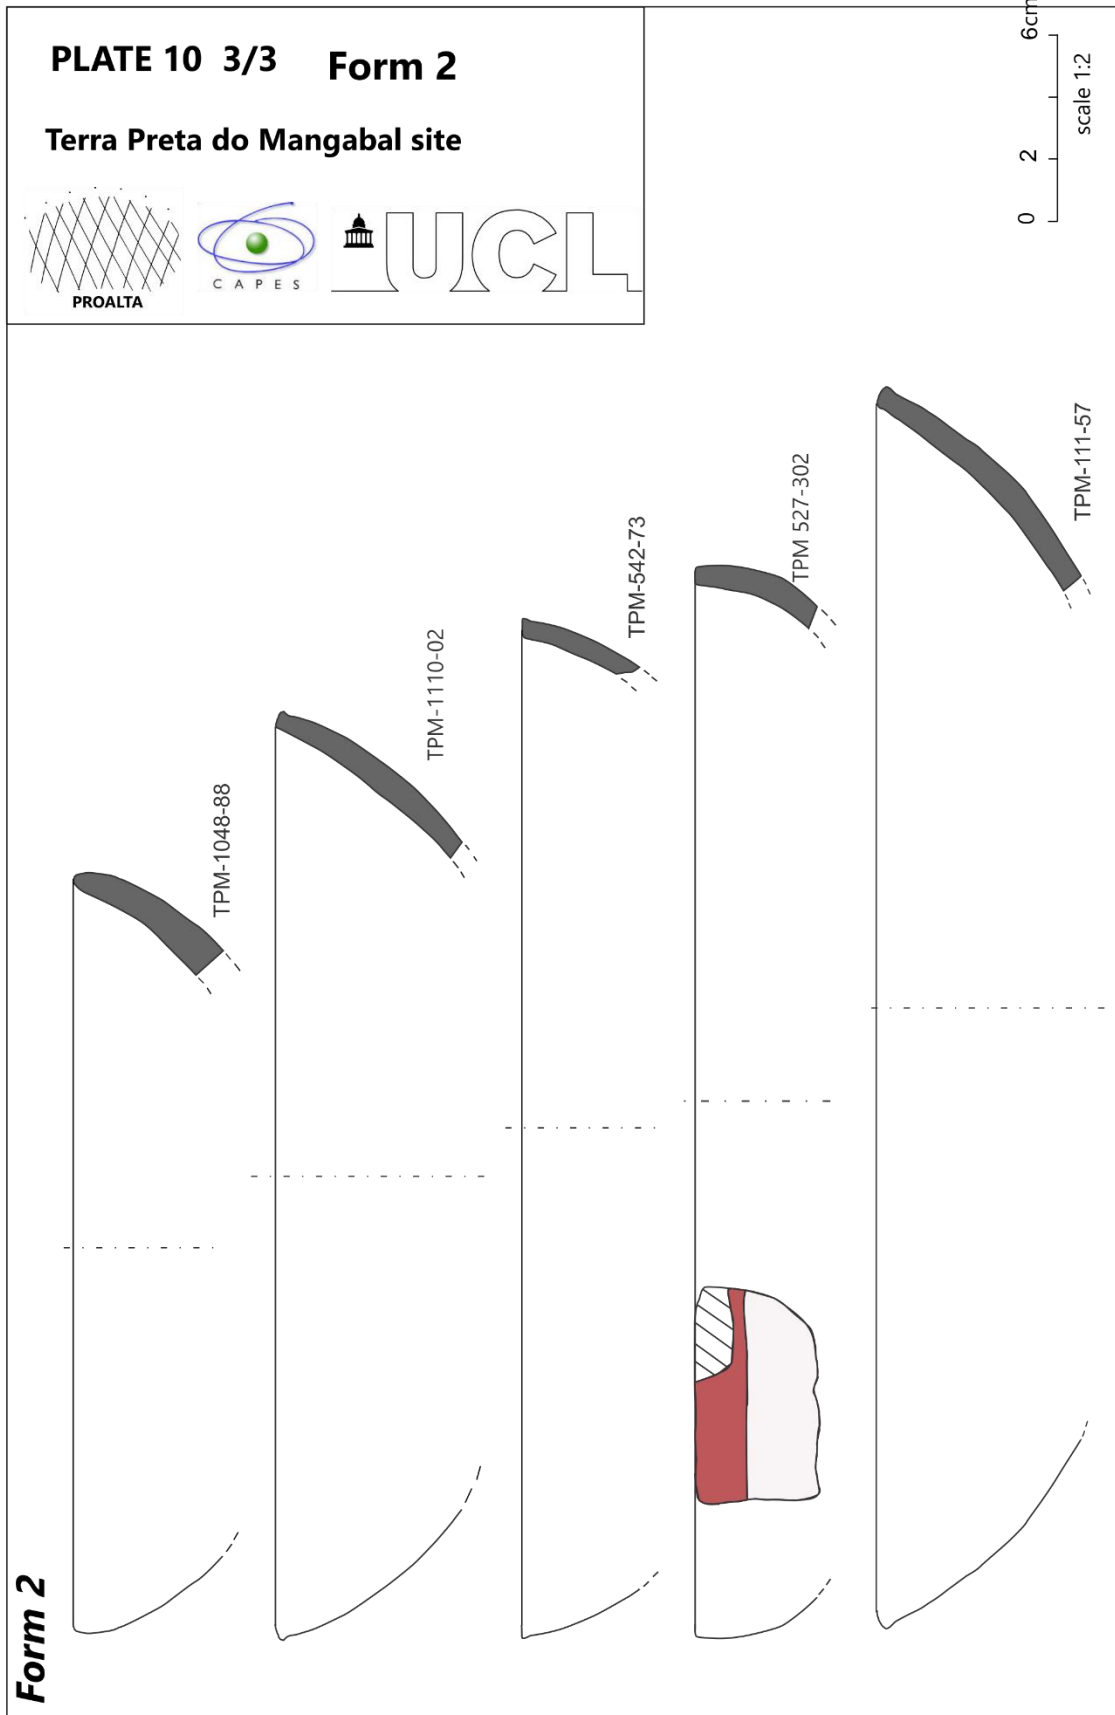 PLATE 10 3/3 Form 2
Terra Preta do Mangabal site
PROALTA
CAPES
UCL
0 2 6cm
scale 1:2
TPM-1048-88
TPM-1110-02
TPM-542-73
TPM 527-302
TPM-111-57
Form 2